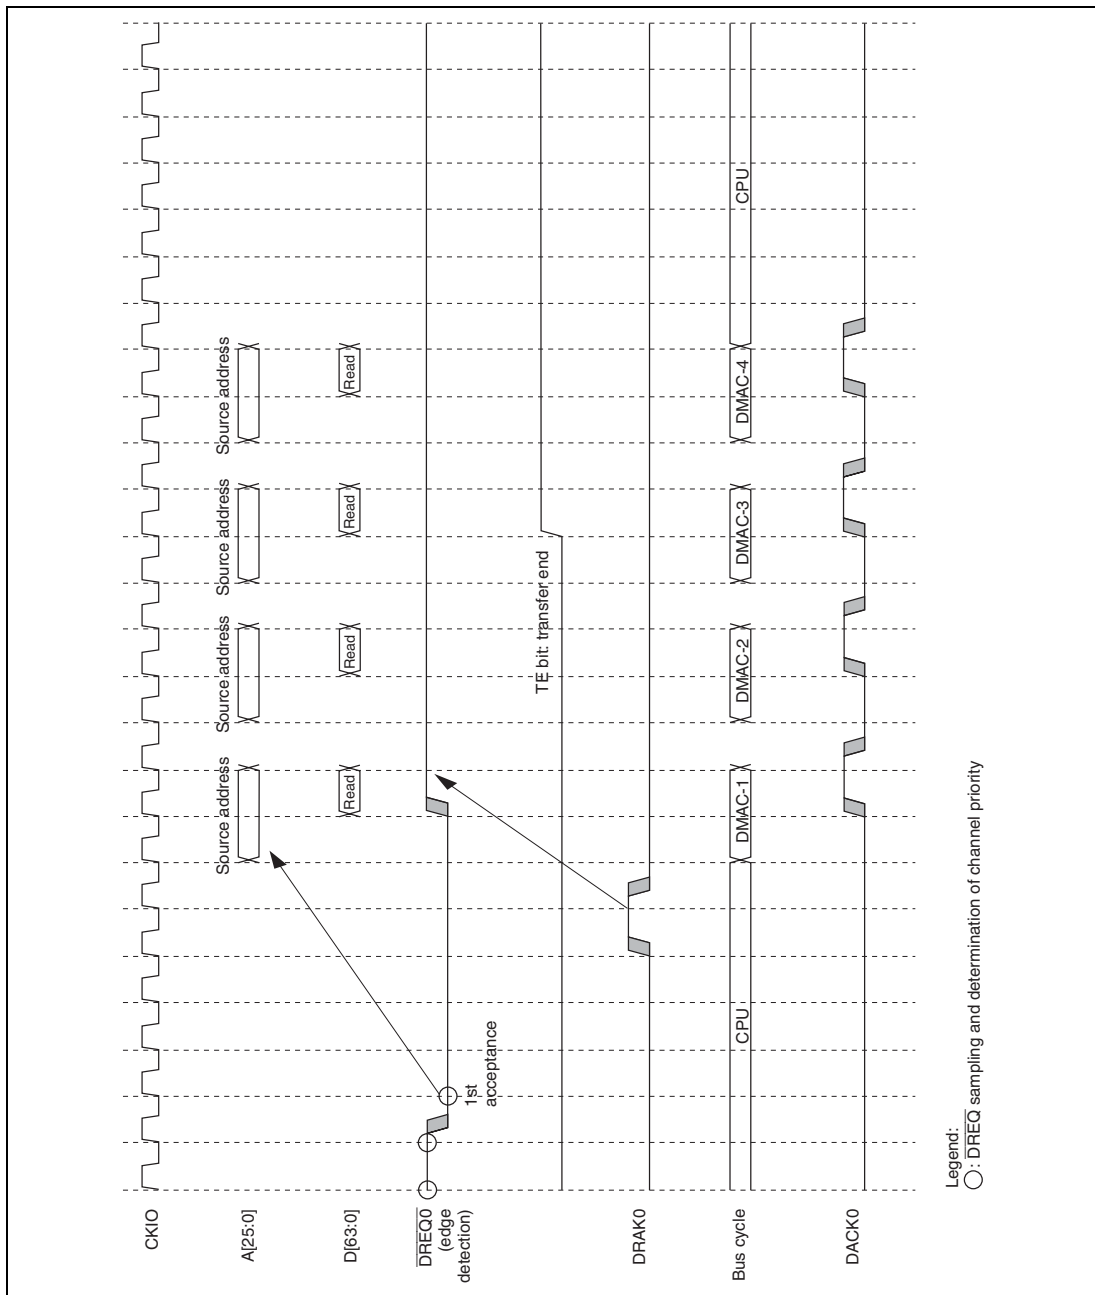 CKIO
A[25:0]
Source address
Source address
Source address
Source address
D[63:0]
Read
Read
Read
Read
DREQ0
(edge
detection)
1st
acceptance
TE bit: transfer end
DRAK0
Bus cycle
CPU
DMAC-1
DMAC-2
DMAC-3
DMAC-4
CPU
DACK0
Legend:
: DREQ sampling and determination of channel priority